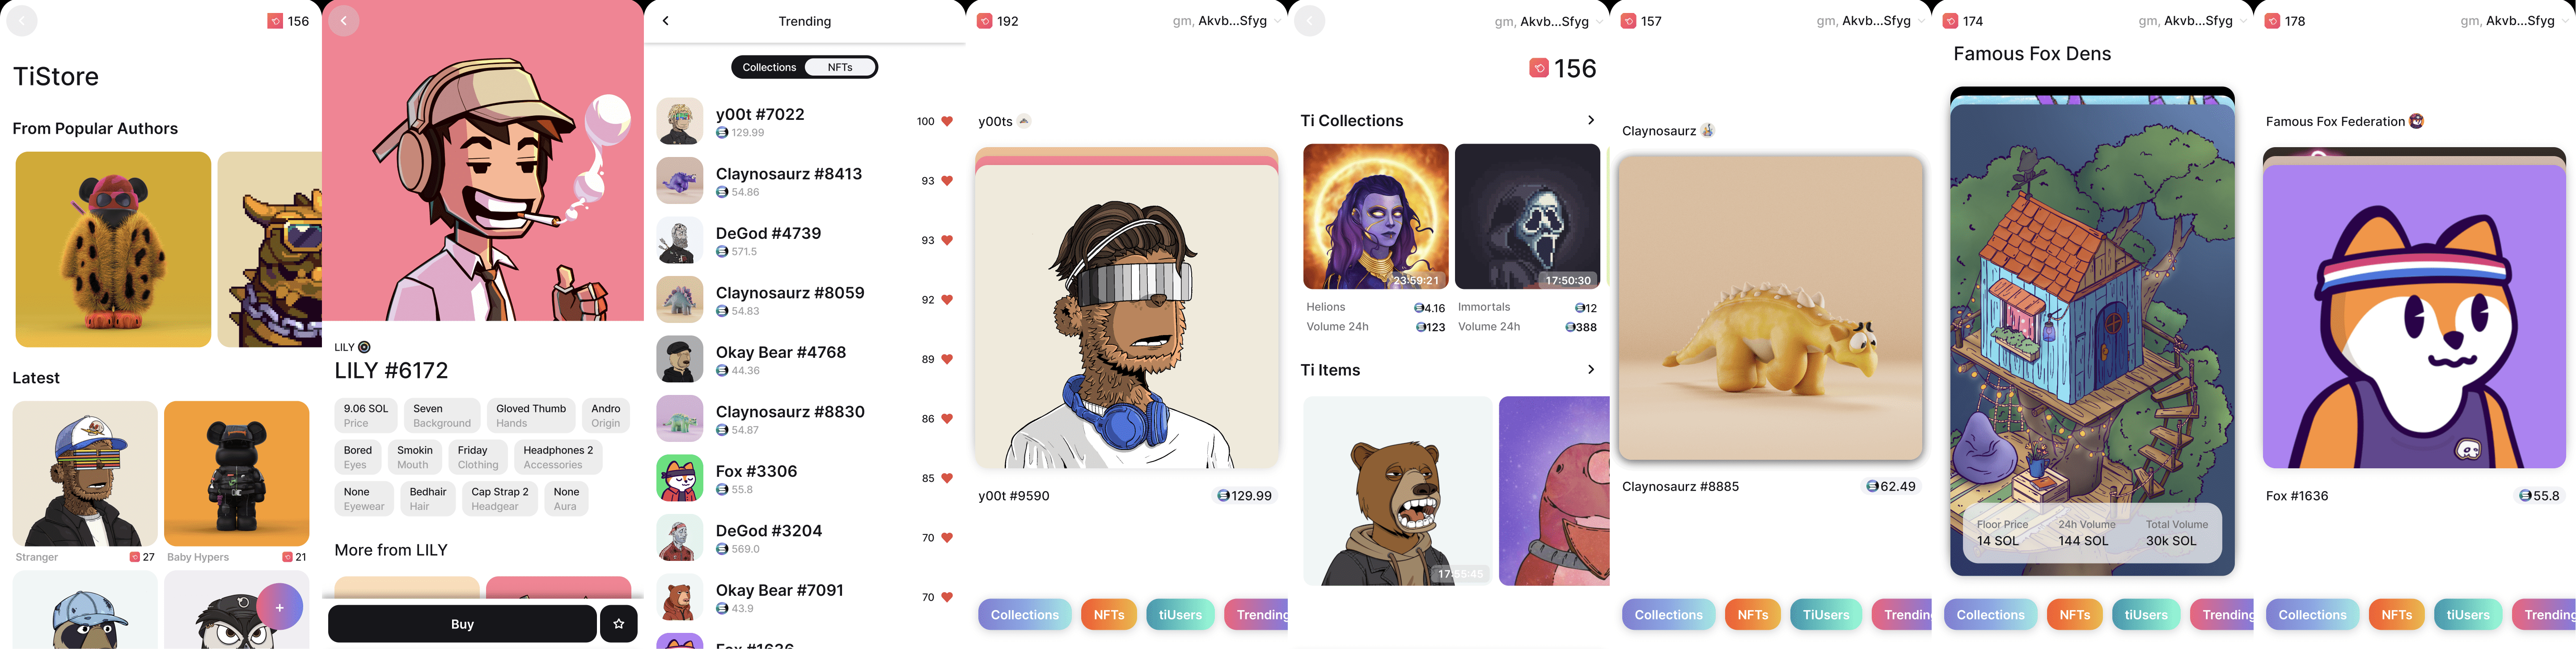 156
TiStore
From Popular Authors
Latest
Stranger 27
Baby Hypers 21
+
LILY
LILY #6172
9.06 SOL
Price
Seven
Background
Gloved Thumb
Hands
Andro
Origin
Bored
Eyes
Smokin
Mouth
Friday
Clothing
Headphones 2
Accessories
None
Eyewear
Bedhair
Hair
Cap Strap 2
Headgear
None
Aura
More from LILY
Buy
Trending
Collections NFTs
y00t #7022
129.99
100
Claynosaurz #8413
54.86
93
DeGod #4739
571.5
93
Claynosaurz #8059
54.83
92
Okay Bear #4768
44.36
89
Claynosaurz #8830
54.87
86
Fox #3306
55.8
85
DeGod #3204
569.0
70
Okay Bear #7091
43.9
70
Fox #1636
192
gm, Akvb...Sfyg
y00ts
y00t #9590
129.99
Collections NFTs tiUsers Trending
gm, Akvb...Sfyg
156
Ti Collections
23:59:21
17:50:30
Helions 4.16
Volume 24h 123
Immortals 12
Volume 24h 388
Ti Items
17:55:45
157
gm, Akvb...Sfyg
Claynosaurz
Claynosaurz #8885
62.49
Collections NFTs TiUsers Trendin
174
gm, Akvb...Sfyg
Famous Fox Dens
Floor Price
14 SOL
24h Volume
144 SOL
Total Volume
30k SOL
Collections NFTs tiUsers Trending
178
gm, Akvb...Sfyg
Famous Fox Federation
Fox #1636
55.8
Collections NFTs tiUsers Trending